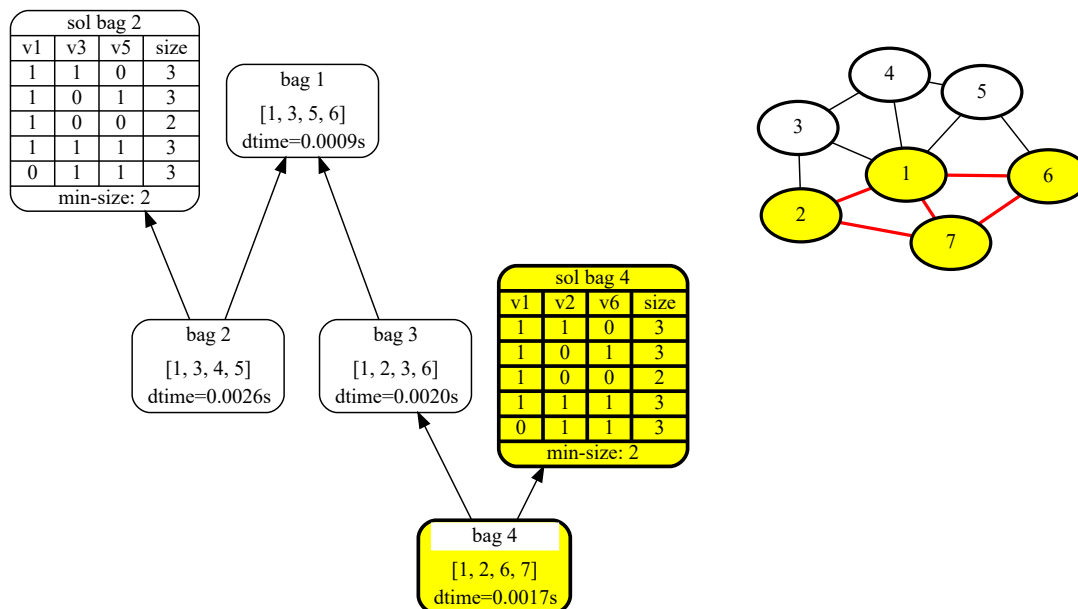 sol bag 2
v1 v3 v5 size
1 1 0 3
1 0 1 3
1 0 0 2
1 1 1 3
0 1 1 3
min-size: 2
bag 1
[1, 3, 5, 6]
dtime=0.0009s
bag 2
[1, 3, 4, 5]
dtime=0.0026s
bag 3
[1, 2, 3, 6]
dtime=0.0020s
sol bag 4
v1 v2 v6 size
1 1 0 3
1 0 1 3
1 0 0 2
1 1 1 3
0 1 1 3
min-size: 2
bag 4
[1, 2, 6, 7]
dtime=0.0017s
4
5
3
1
6
2
7